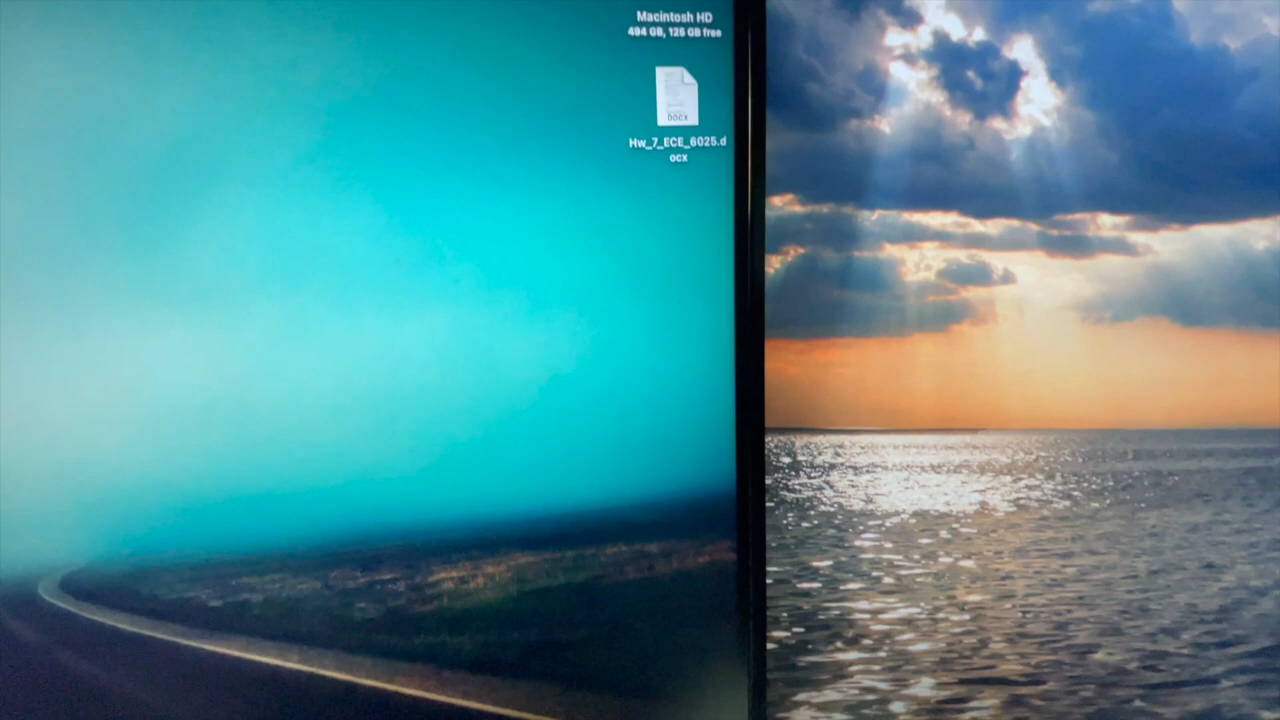 Macintosh HD
494 GB, 125 GB free
DOCX
Hw_7_ECE_6025.d
ocx